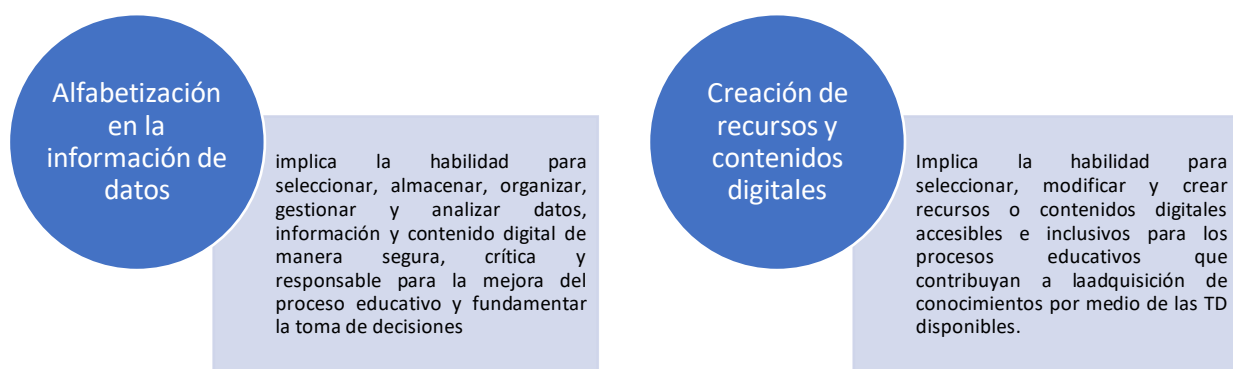 Alfabetización
en la
información de
datos
implica la habilidad para
seleccionar, almacenar, organizar,
gestionar y analizar datos,
información y contenido digital de
manera segura, crítica y
responsable para la mejora del
proceso educativo y fundamentar
la toma de decisiones
Creación de
recursos y
contenidos
digitales
Implica la habilidad para
seleccionar, modificar y crear
recursos o contenidos digitales
accesibles e inclusivos para los
procesos educativos que
contribuyan a laadquisición de
conocimientos por medio de las TD
disponibles.